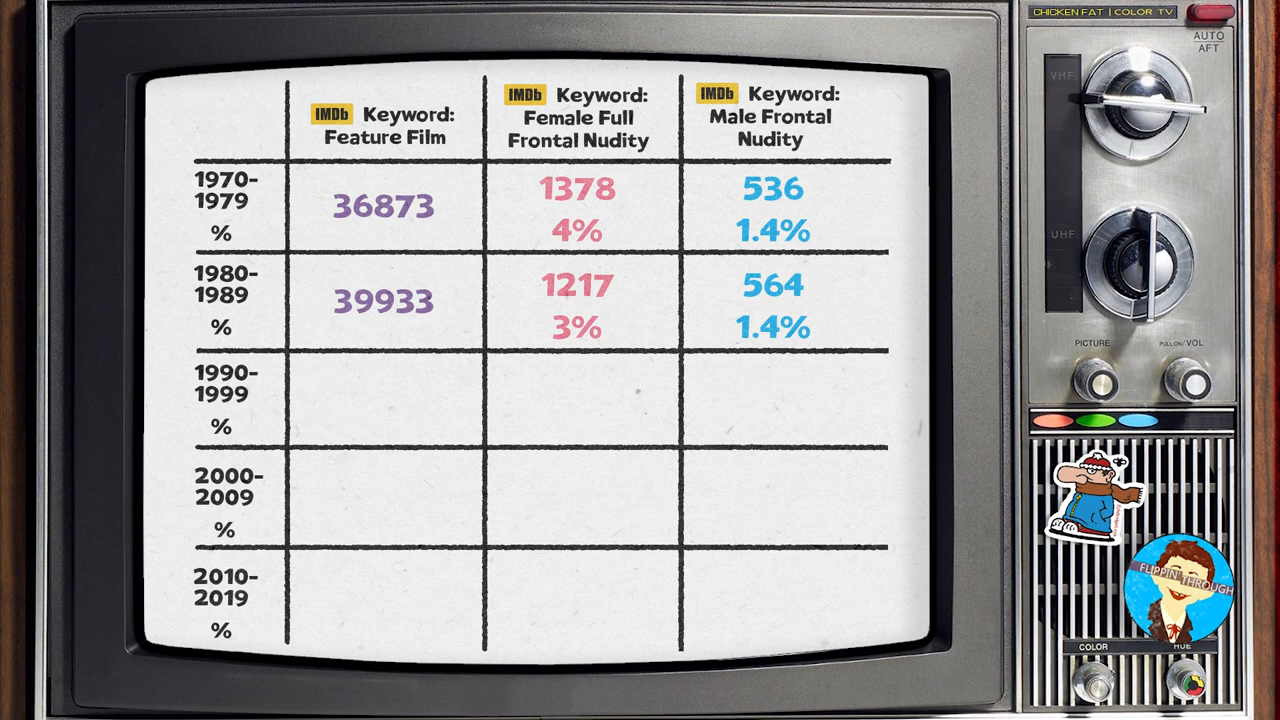 CHICKEN FAT | COLOR TV
AUTO
AFT
VHF
UHF
PICTURE
PULL ON/VOL
IMDb Keyword:
Feature Film
IMDb Keyword:
Female Full
Frontal Nudity
IMDb Keyword:
Male Frontal
Nudity
1970-
1979
%
36873
1378
4%
536
1.4%
1980-
1989
%
39933
1217
3%
564
1.4%
1990-
1999
%
2000-
2009
%
2010-
2019
%
FLIPPIN' THROUGH
COLOR
HUE